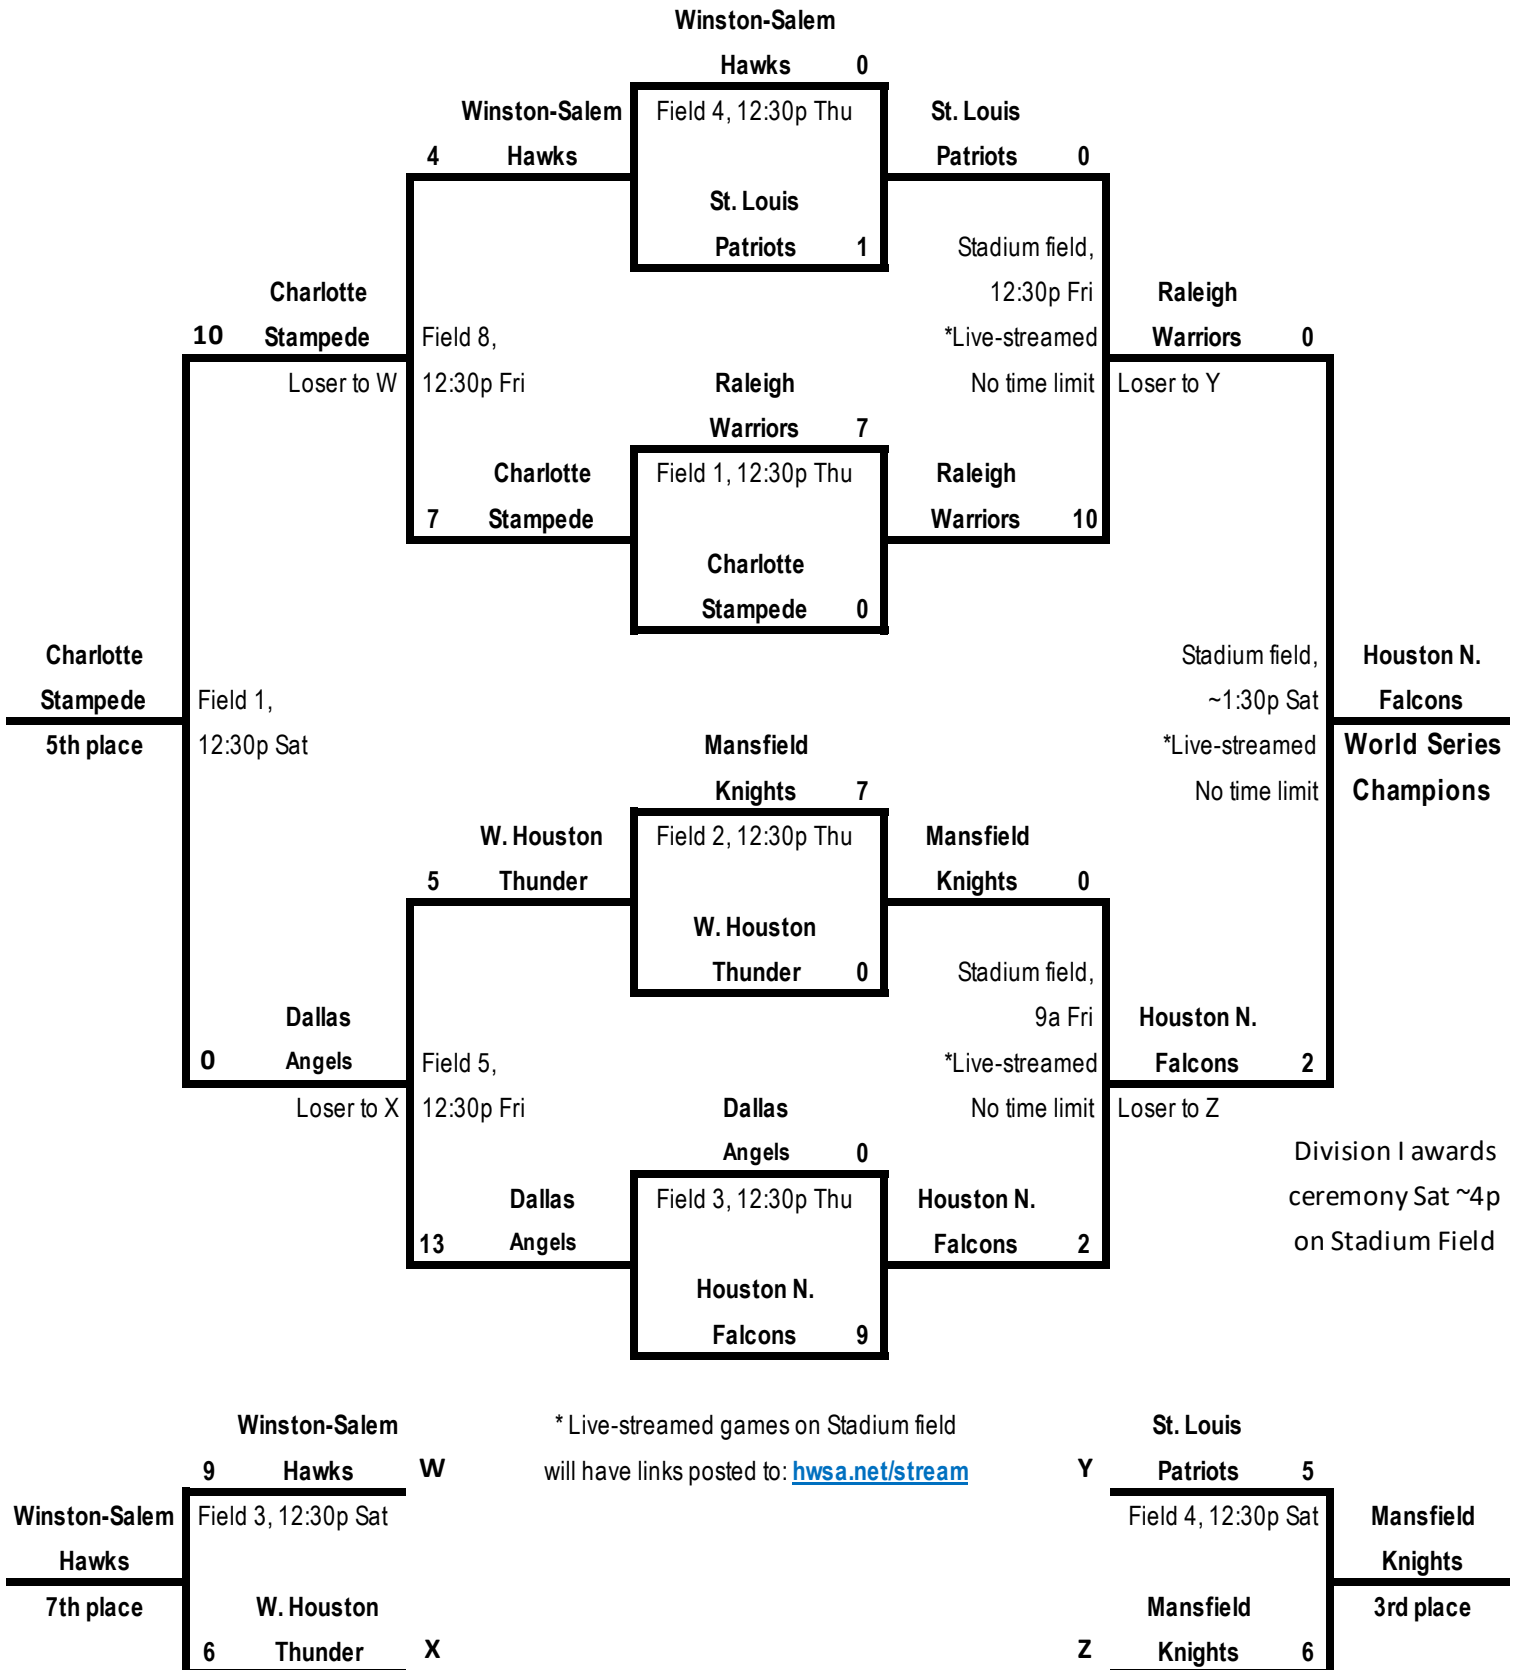 Winston-Salem
Hawks 0
Winston-Salem Field 4, 12:30p Thu St. Louis
4 Hawks Patriots 0
St. Louis
Stadium field,
Patriots 1
Charlotte 12:30p Fri Raleigh
10 Stampede Field 8, *Live-streamed Warriors 0
Loser to W 12:30p Fri Raleigh No time limit Loser to Y
Warriors 7
Charlotte Field 1, 12:30p Thu Raleigh
7 Stampede Warriors 10
Charlotte
Stampede 0
Charlotte Stadium field, Houston N.
Stampede Field 1, ~1:30p Sat Falcons
5th place 12:30p Sat Mansfield *Live-streamed World Series
Knights 7 No time limit Champions
W. Houston Field 2, 12:30p Thu Mansfield
5 Thunder Knights 0
W. Houston
Thunder 0 Stadium field,
Dallas 9a Fri Houston N.
0 Angels Field 5, *Live-streamed Falcons 2
Loser to X 12:30p Fri Dallas No time limit Loser to Z
Angels 0 Division I awards
Dallas Field 3, 12:30p Thu Houston N. ceremony Sat ~4p
13 Angels Falcons 2 on Stadium Field
Houston N.
Falcons 9
Winston-Salem * Live-streamed games on Stadium field St. Louis
9 Hawks W will have links posted to: hwsa.net/stream Y Patriots 5
Winston-Salem Field 3, 12:30p Sat Field 4, 12:30p Sat Mansfield
Hawks Knights
7th place W. Houston Mansfield 3rd place
6 Thunder X Z Knights 6